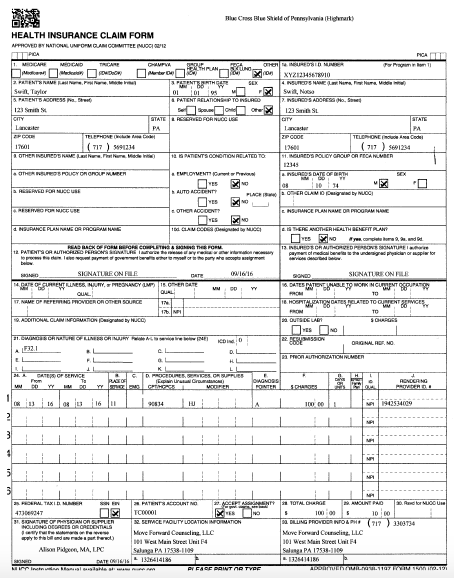 Blue Cross Blue Shield of Pennsylvania (Highmark)
HEALTH INSURANCE CLAIM FORM
APPROVED BY NATIONAL UNIFORM CLAIM COMMITTEE (NUCC) 02/12
PICA PICA
1. MEDICARE MEDICAID TRICARE CHAMPVA GROUP HEALTH PLAN FECA BLK LUNG OTHER 1a. INSURED'S I.D. NUMBER (For Program in Item 1)
(Medicare#) (Medicaid#) (ID#/DoD#) (Member ID#) (ID#) (ID#) (ID#) XYZ12345678910
2. PATIENT'S NAME (Last Name, First Name, Middle Initial) 3. PATIENT'S BIRTH DATE SEX 4. INSURED'S NAME (Last Name, First Name, Middle Initial)
MM DD YY
Swift, Taylor 01 01 95 M F Swift, Notso
5. PATIENT'S ADDRESS (No., Street) 6. PATIENT RELATIONSHIP TO INSURED 7. INSURED'S ADDRESS (No., Street)
123 Smith St. Self Spouse Child Other 123 Smith St.
CITY STATE 8. RESERVED FOR NUCC USE CITY STATE
Lancaster PA Lancaster PA
ZIP CODE TELEPHONE (Include Area Code) ZIP CODE TELEPHONE (Include Area Code)
17601 (717) 5691234 17601 (717) 5691234
9. OTHER INSURED'S NAME (Last Name, First Name, Middle Initial) 10. IS PATIENT'S CONDITION RELATED TO: 11. INSURED'S POLICY GROUP OR FECA NUMBER
12345
a. OTHER INSURED'S POLICY OR GROUP NUMBER a. EMPLOYMENT? (Current or Previous) a. INSURED'S DATE OF BIRTH SEX
MM DD YY
YES NO 08 10 74 M F
b. RESERVED FOR NUCC USE b. AUTO ACCIDENT? PLACE (State) b. OTHER CLAIM ID (Designated by NUCC)
YES NO
c. RESERVED FOR NUCC USE c. OTHER ACCIDENT? c. INSURANCE PLAN NAME OR PROGRAM NAME
YES NO
d. INSURANCE PLAN NAME OR PROGRAM NAME 10d. CLAIM CODES (Designated by NUCC) d. IS THERE ANOTHER HEALTH BENEFIT PLAN?
YES NO If yes, complete items 9, 9a, and 9d.
READ BACK OF FORM BEFORE COMPLETING & SIGNING THIS FORM.
12. PATIENT'S OR AUTHORIZED PERSON'S SIGNATURE I authorize the release of any medical or other information necessary
to process this claim. I also request payment of government benefits either to myself or to the party who accepts assignment
below.
13. INSURED'S OR AUTHORIZED PERSON'S SIGNATURE I authorize
payment of medical benefits to the undersigned physician or supplier for
services described below.
SIGNED SIGNATURE ON FILE DATE 09/16/16 SIGNED SIGNATURE ON FILE
14. DATE OF CURRENT ILLNESS, INJURY, or PREGNANCY (LMP) 15. OTHER DATE 16. DATES PATIENT UNABLE TO WORK IN CURRENT OCCUPATION
MM DD YY QUAL. QUAL. MM DD YY FROM TO
17. NAME OF REFERRING PROVIDER OR OTHER SOURCE 17a. 18. HOSPITALIZATION DATES RELATED TO CURRENT SERVICES
17b. NPI FROM TO
19. ADDITIONAL CLAIM INFORMATION (Designated by NUCC) 20. OUTSIDE LAB? $ CHARGES
YES NO
21. DIAGNOSIS OR NATURE OF ILLNESS OR INJURY Relate A-L to service line below (24E) ICD Ind. 0 22. RESUBMISSION CODE ORIGINAL REF. NO.
A. F32.1 B. C. D.
E. F. G. H. 23. PRIOR AUTHORIZATION NUMBER
I. J. K. L.
24. A. DATE(S) OF SERVICE B. C. D. PROCEDURES, SERVICES, OR SUPPLIES E. F. G. H. I. J.
From To PLACE OF (Explain Unusual Circumstances) DIAGNOSIS DAYS OR ID. RENDERING
MM DD YY MM DD YY SERVICE EMG CPT/HCPCS MODIFIER POINTER $ CHARGES UNITS QUAL. PROVIDER ID. #
1 08 13 16 08 13 16 11 90834 HJ A 100 00 1 NPI 1942534029
2 NPI
3 NPI
4 NPI
5 NPI
6 NPI
25. FEDERAL TAX I.D. NUMBER SSN EIN 26. PATIENT'S ACCOUNT NO. 27. ACCEPT ASSIGNMENT? 28. TOTAL CHARGE 29. AMOUNT PAID 30. Rsvd for NUCC Use
473069247 TC00001 YES NO $ 100 00 $ 10 00
31. SIGNATURE OF PHYSICIAN OR SUPPLIER 32. SERVICE FACILITY LOCATION INFORMATION 33. BILLING PROVIDER INFO & PH # (717) 3303734
INCLUDING DEGREES OR CREDENTIALS
(I certify that the statements on the reverse
apply to this bill and are made a part thereof.)
Move Forward Counseling, LLC Move Forward Counseling, LLC
101 West Main Street Unit F4 101 West Main Street Unit F4
Alison Pidgeon, MA, LPC Salunga PA 17538-1109 Salunga PA 17538-1109
SIGNED 09/16/16 a. 1326414186 b. a. 1326414186 b.
NUCC Instruction Manual available at: www.nucc.org PLEASE PRINT OR TYPE APPROVED OMB-0938-1197 FORM 1500 (02-12)